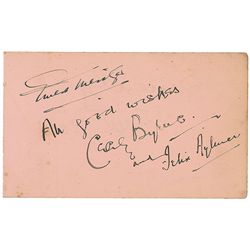 All good wishes
Cecily Byrne
and Felix Aylmer